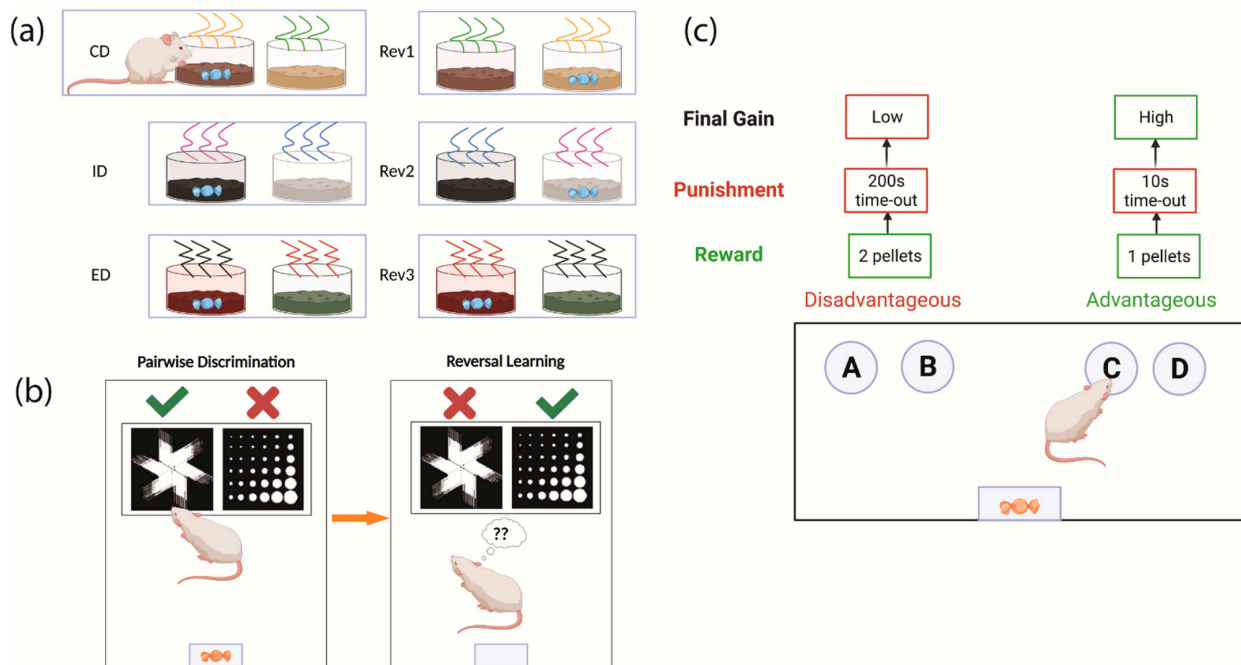 (a)
CD
Rev1
ID
Rev2
ED
Rev3
(b)
Pairwise Discrimination
Reversal Learning
??
(c)
Final Gain
Low
High
Punishment
200s
time-out
10s
time-out
Reward
2 pellets
1 pellets
Disadvantageous
Advantageous
A
B
C
D